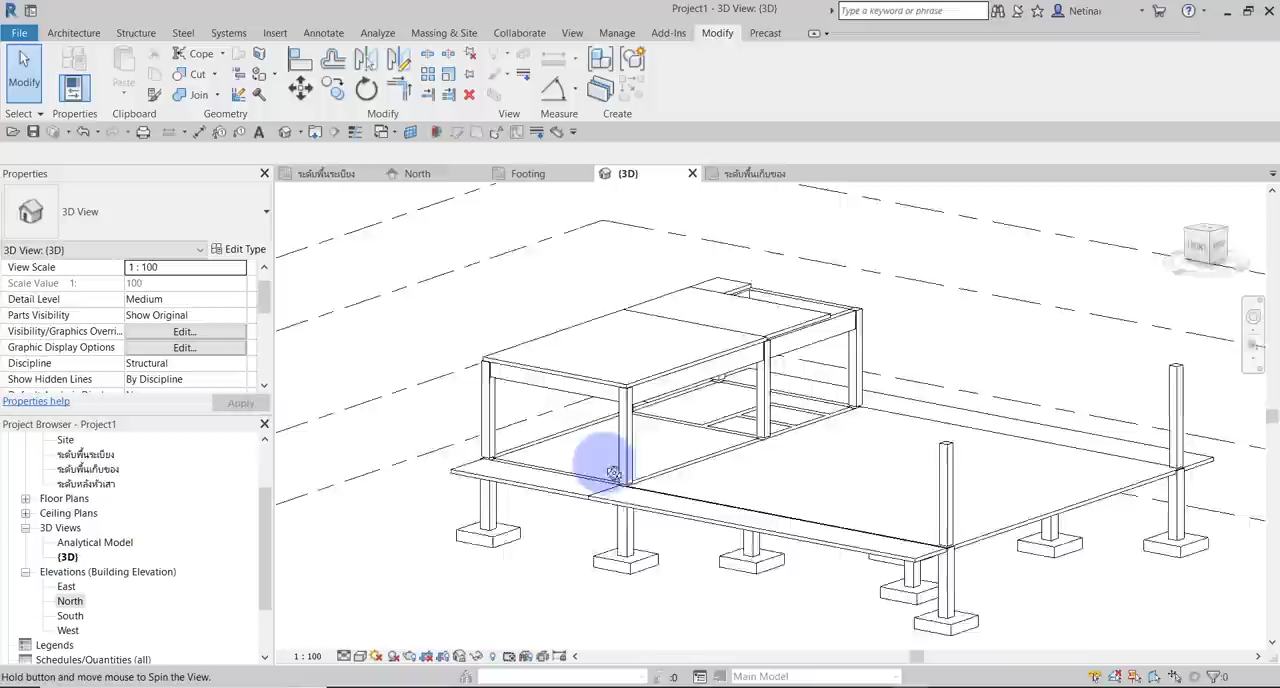 Project1 - 3D View: {3D}
Type a keyword or phrase
Netinai
File Architecture Structure Steel Systems Insert Annotate Analyze Massing & Site Collaborate View Manage Add-Ins Modify Precast
Modify
Paste
Cope
Cut
Join
Select Properties Clipboard Geometry Modify View Measure Create
Properties
ระดับพื้นระเบียง
North
Footing
{3D}
ระดับพื้นเก็บของ
3D View
3D View: {3D}
Edit Type
View Scale 1 : 100
Scale Value 1: 100
Detail Level Medium
Parts Visibility Show Original
Visibility/Graphics Overri... Edit...
Graphic Display Options Edit...
Discipline Structural
Show Hidden Lines By Discipline
Properties help
Apply
Project Browser - Project1
Site
ระดับพื้นระเบียง
ระดับพื้นเก็บของ
ระดับหลังหัวเสา
Floor Plans
Ceiling Plans
3D Views
Analytical Model
{3D}
Elevations (Building Elevation)
East
North
South
West
Legends
Schedules/Quantities (all)
FRONT
1 : 100
Hold button and move mouse to Spin the View.
:0
Main Model
:0